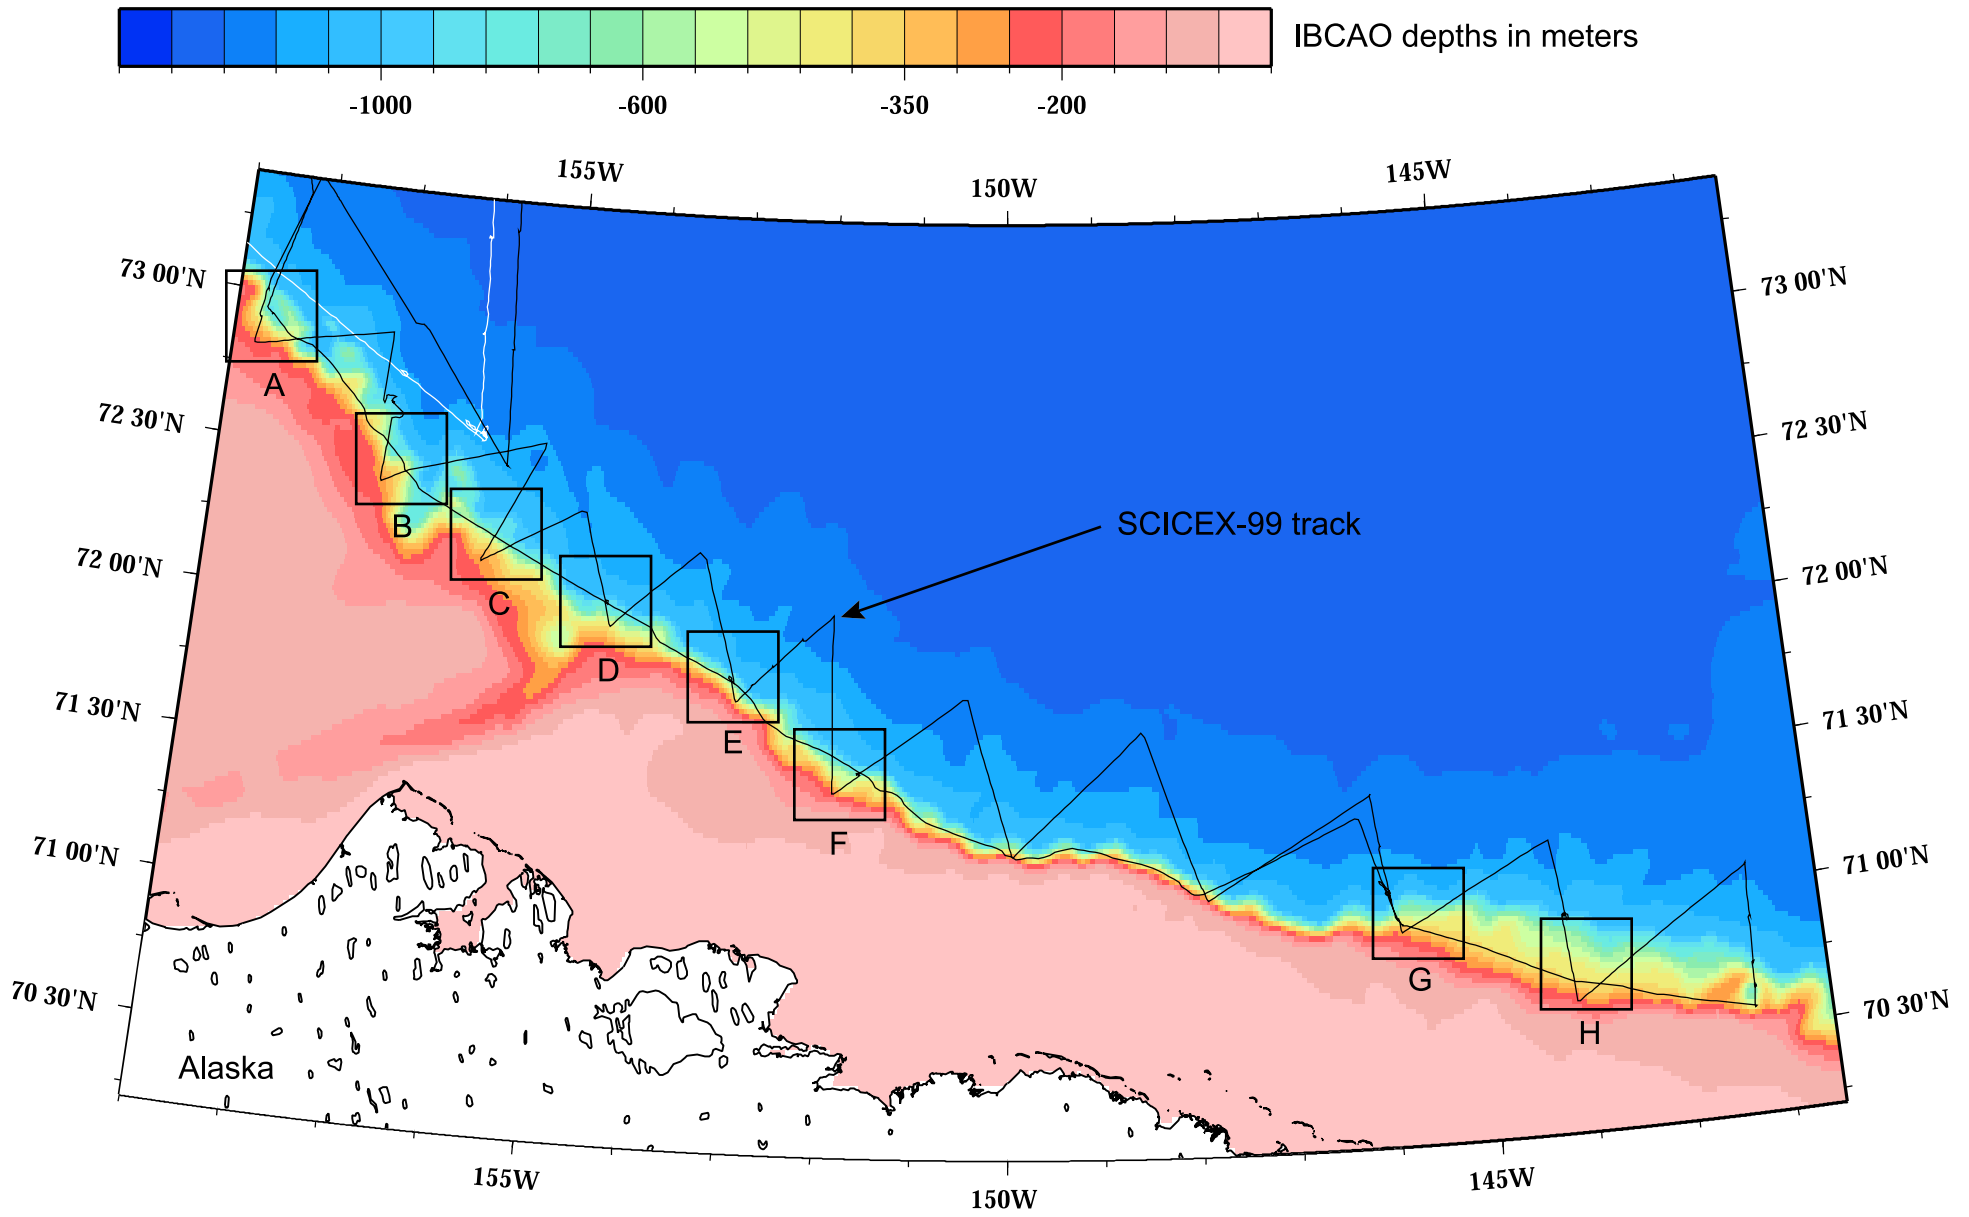 IBCAO depths in meters
-1000 -600 -350 -200
155W 150W 145W
73 00'N 73 00'N
72 30'N 72 30'N
72 00'N 72 00'N
71 30'N 71 30'N
71 00'N 71 00'N
70 30'N 70 30'N
A
B
C
D
E
F
G
H
SCICEX-99 track
Alaska
155W 150W 145W